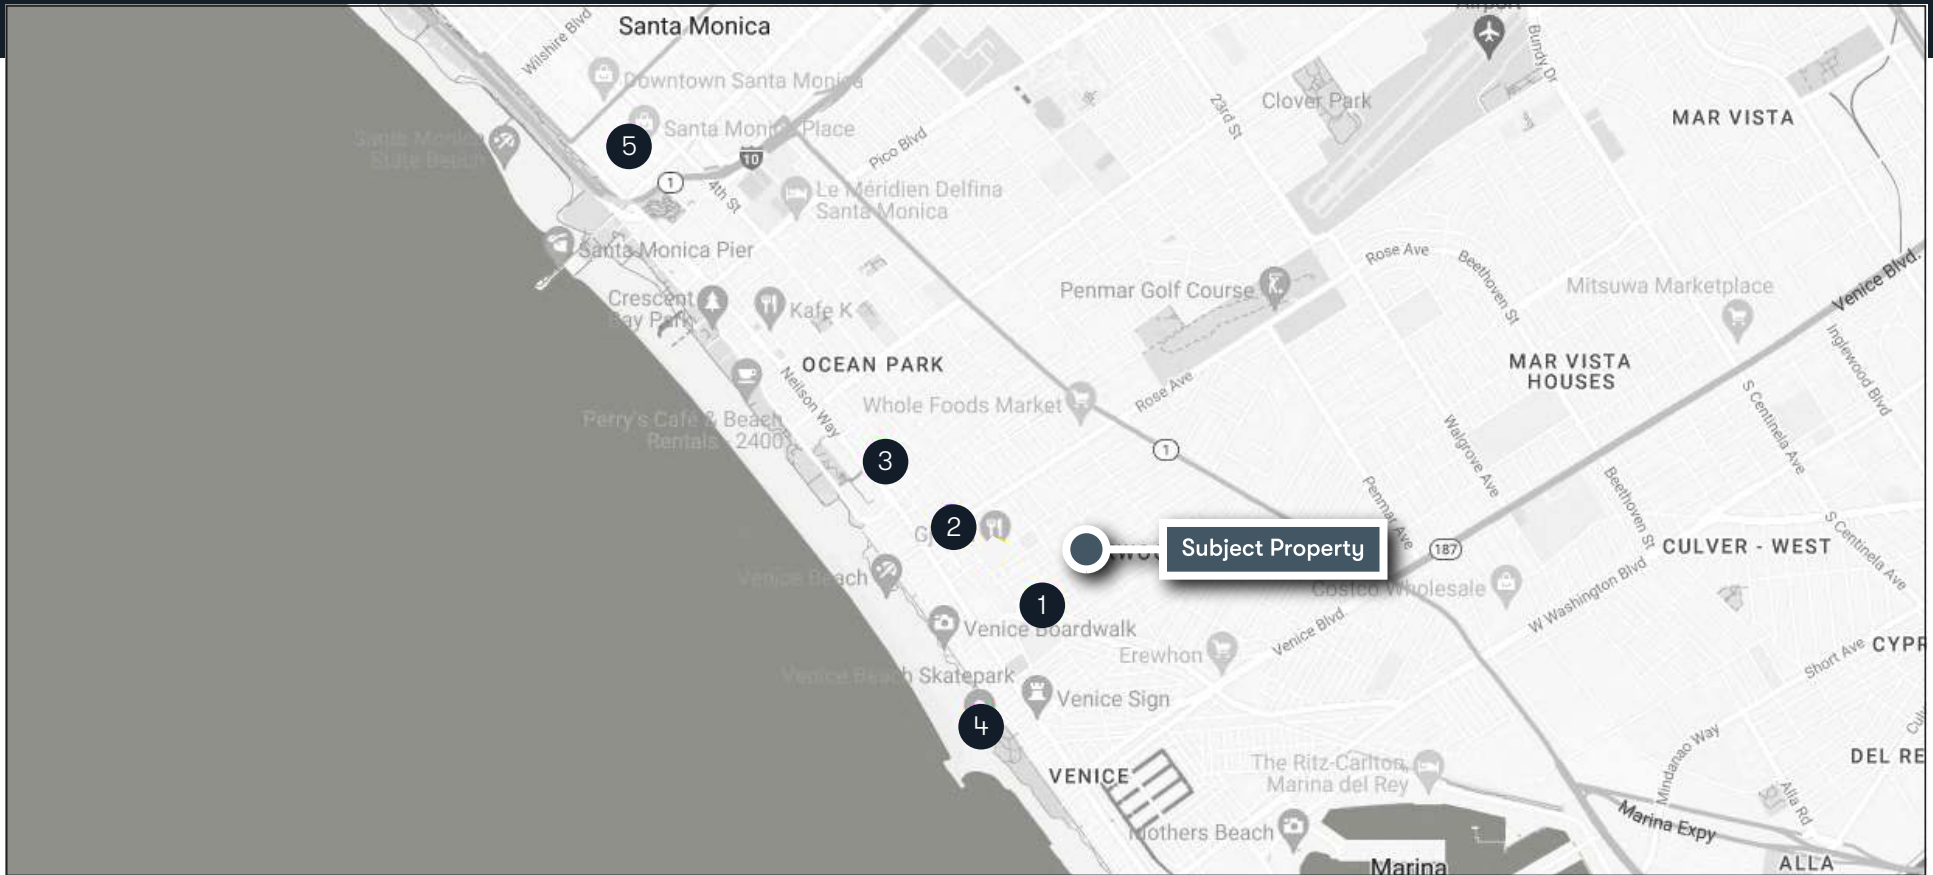 Airport
Santa Monica
Wilshire Blvd
Bundy Dr
Downtown Santa Monica
Clover Park
23rd St
MAR VISTA
Santa Monica Place
5
Santa Monica
State Beach
10
Pico Blvd
1
4th St
Le Méridien Delfina
Santa Monica
Santa Monica Pier
Rose Ave
Beethoven St
Venice Blvd.
Penmar Golf Course
Mitsuwa Marketplace
Crescent
Bay Park
Kafe K
Inglewood Blvd
OCEAN PARK
MAR VISTA
HOUSES
Neilson Way
Rose Ave
S Centinela Ave
Whole Foods Market
Perry's Cafe & Beach
Rentals - 2400
Walgrove Ave
1
3
Penmar Ave
Beethoven St
2
Subject Property
187
CULVER - WEST
S Centinela Ave
Venice Beach
Costco Wholesale
W Washington Blvd
1
Venice Boardwalk
Venice Blvd.
Erewhon
Short Ave
CYPR
Venice Beach Skatepark
Venice Sign
4
Mindanao Way
DEL RE
VENICE
The Ritz-Carlton,
Marina del Rey
Alla Rd
Marina Expy
Mothers Beach
Marina
ALLA